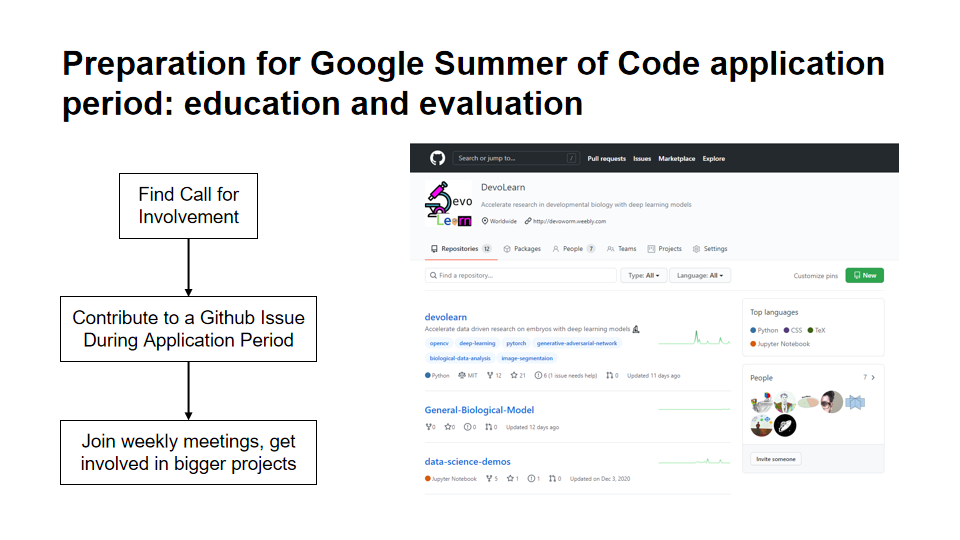 Preparation for Google Summer of Code application
period: education and evaluation
Find Call for
Involvement
Contribute to a Github Issue
During Application Period
Join weekly meetings, get
involved in bigger projects
Search or jump to... / Pull requests Issues Marketplace Explore
Devo
Learn
DevoLearn
Accelerate research in developmental biology with deep learning models
Worldwide http://devoworm.weebly.com
Repositories 12 Packages People 7 Teams Projects Settings
Find a repository... Type: All Language: All Customize pins New
devolearn
Accelerate data driven research on embryos with deep learning models
opencv deep-learning pytorch generative-adversarial-network
biological-data-analysis image-segmentaion
Python MIT 12 21 6 (1 issue needs help) 0 Updated 11 days ago
General-Biological-Model
0 0 0 0 Updated 12 days ago
data-science-demos
Jupyter Notebook 5 1 1 0 Updated on Dec 3, 2020
Top languages
Python CSS TeX
Jupyter Notebook
People 7
Invite someone